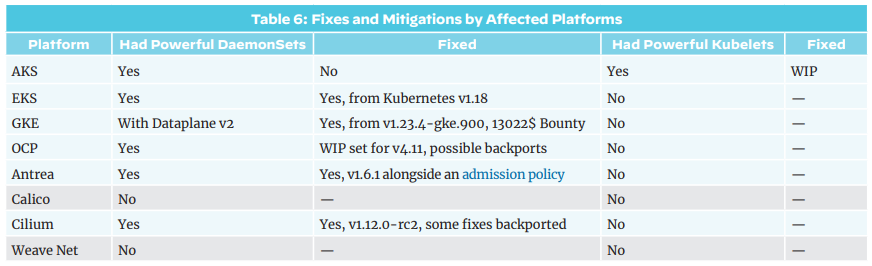 Table 6: Fixes and Mitigations by Affected Platforms
Platform Had Powerful DaemonSets Fixed Had Powerful Kubelets Fixed
AKS Yes No Yes WIP
EKS Yes Yes, from Kubernetes v1.18 No —
GKE With Dataplane v2 Yes, from v1.23.4-gke.900, 13022$ Bounty No —
OCP Yes WIP set for v4.11, possible backports No —
Antrea Yes Yes, v1.6.1 alongside an admission policy No —
Calico No — No —
Cilium Yes Yes, v1.12.0-rc2, some fixes backported No —
Weave Net No — No —